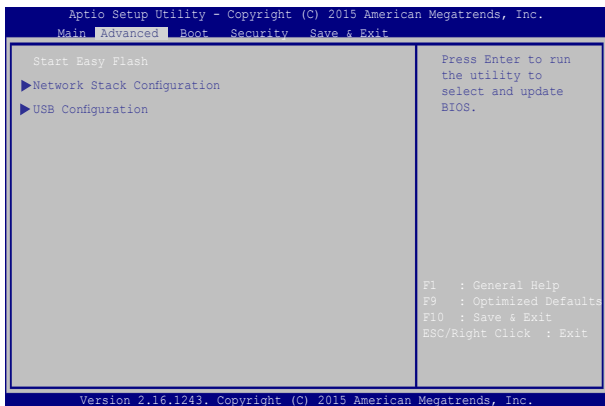 Aptio Setup Utility - Copyright (C) 2015 American Megatrends, Inc.
Main Advanced Boot Security Save & Exit
Start Easy Flash
Network Stack Configuration
USB Configuration
Press Enter to run
the utility to
select and update
BIOS.
F1 : General Help
F9 : Optimized Defaults
F10 : Save & Exit
ESC/Right Click : Exit
Version 2.16.1243. Copyright (C) 2015 American Megatrends, Inc.